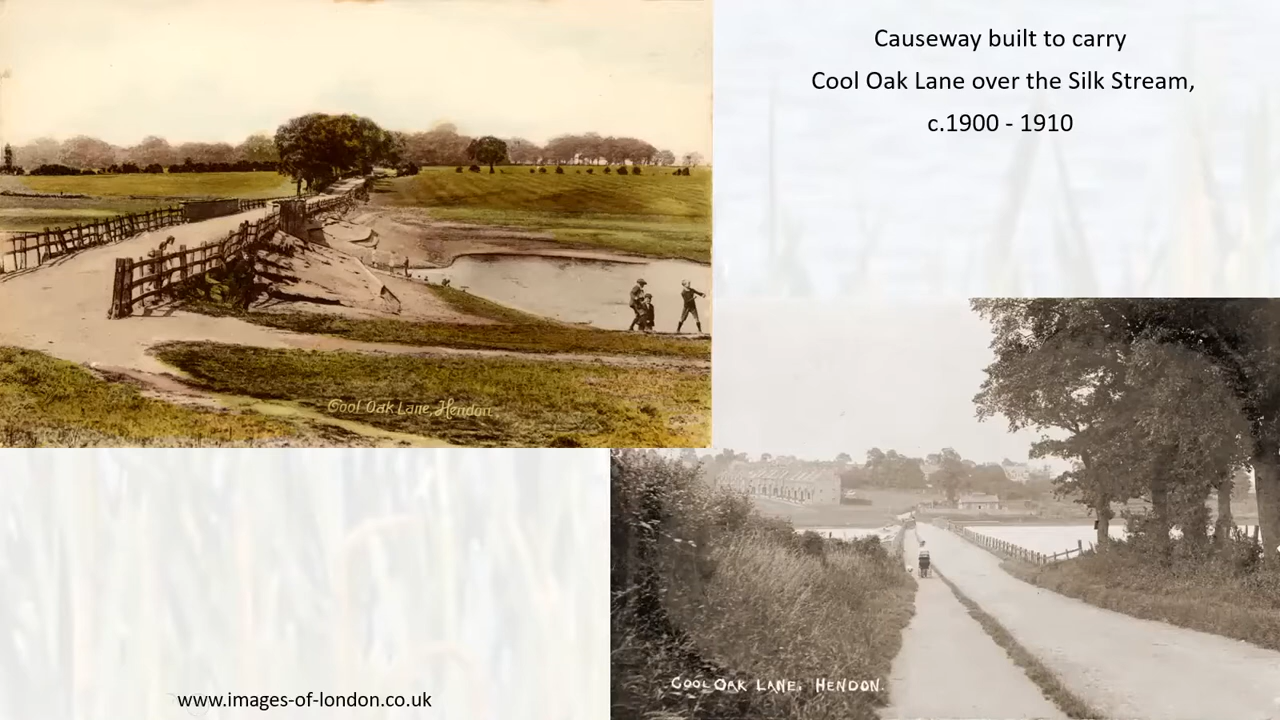 Causeway built to carry
Cool Oak Lane over the Silk Stream,
c.1900 - 1910
Cool Oak Lane, Hendon
COOL OAK LANE. HENDON.
www.images-of-london.co.uk